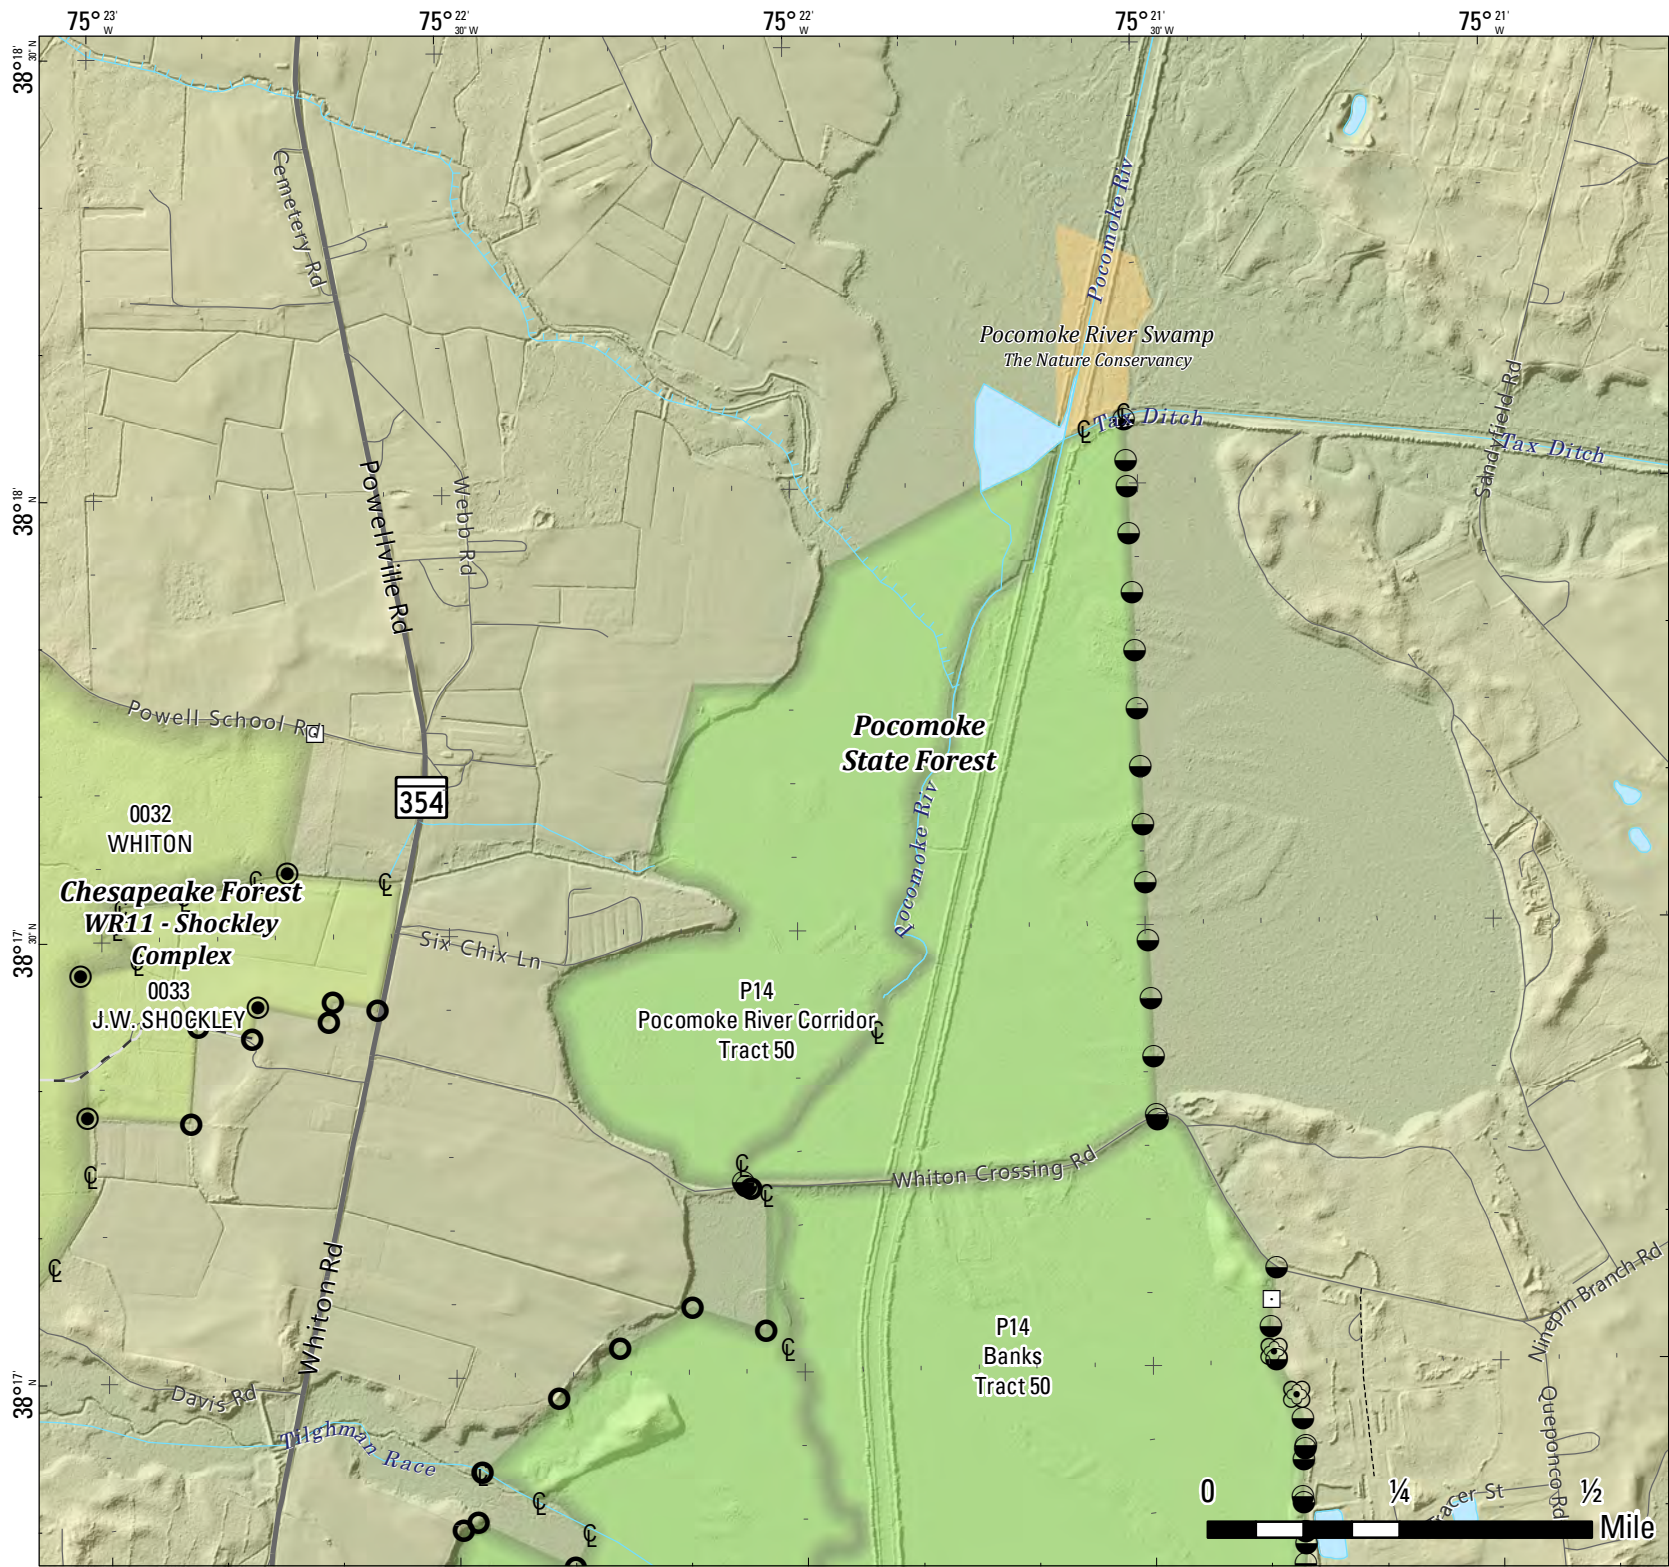 75° 23' W
75° 22' 30" W
75° 22' W
75° 21' 30" W
75° 21' W
38°18' 30" N
Cemetery Rd
Pocomoke Riv
Pocomoke River Swamp
The Nature Conservancy
Sandyfield Rd
Tax Ditch
Tax Ditch
38°18' N
Powellville Rd
Webb Rd
Powell School Rd
Pocomoke
State Forest
354
0032
WHITON
Pocomoke Riv
Chesapeake Forest
WR11 - Shockley
Complex
38°17' 30" N
Six Chix Ln
0033
J.W. SHOCKLEY
P14
Pocomoke River Corridor
Tract 50
Whiton Crossing Rd
Whiton Rd
Ninepin Branch Rd
P14
Banks
Tract 50
38°17' N
Davis Rd
Queponco Rd
Tilghman Race
0 ¼ ½
Mile